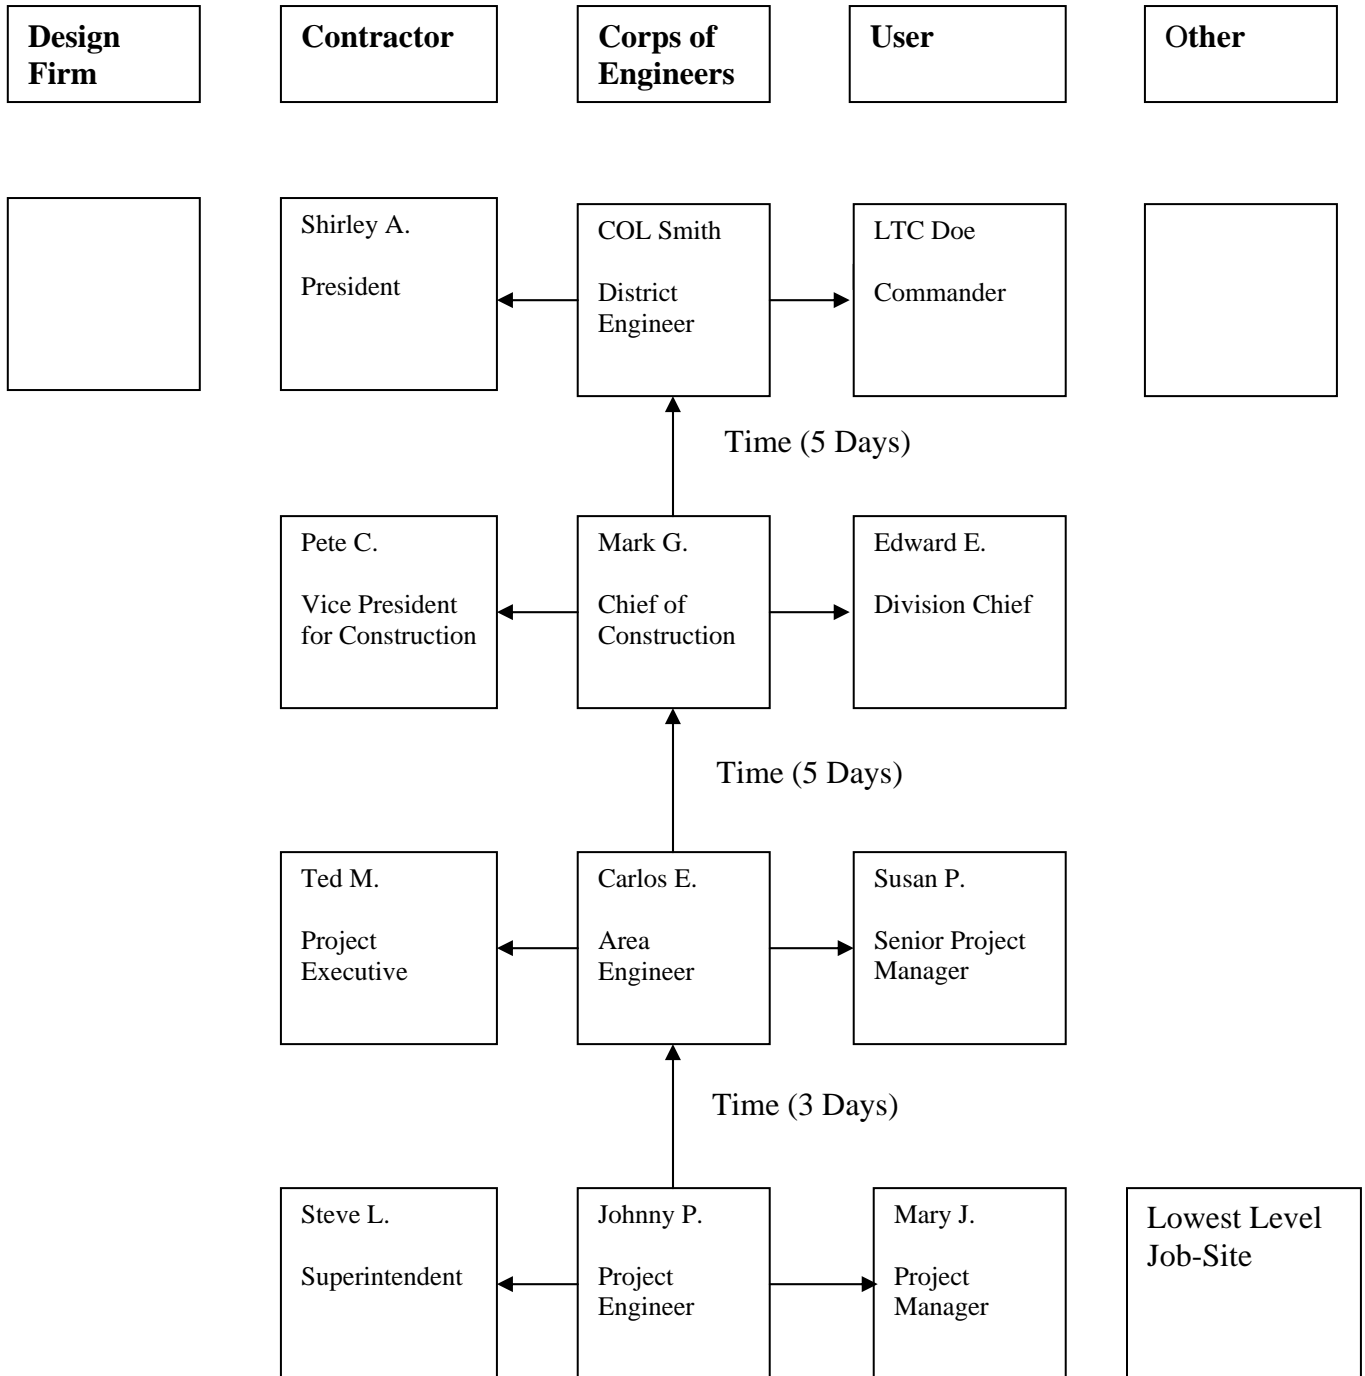 Design
Firm
Contractor
Corps of
Engineers
User
Other
Shirley A.
President
COL Smith
District
Engineer
LTC Doe
Commander
Time (5 Days)
Pete C.
Vice President
for Construction
Mark G.
Chief of
Construction
Edward E.
Division Chief
Time (5 Days)
Ted M.
Project
Executive
Carlos E.
Area
Engineer
Susan P.
Senior Project
Manager
Time (3 Days)
Steve L.
Superintendent
Johnny P.
Project
Engineer
Mary J.
Project
Manager
Lowest Level
Job-Site